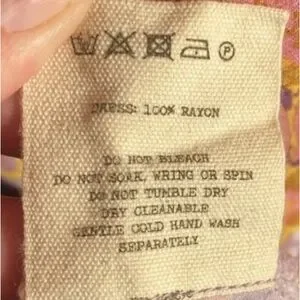 P
DRESS: 100% RAYON
DO NOT BLEACH
DO NOT SOAK, WRING OR SPIN
DO NOT TUMBLE DRY
DRY CLEANABLE
GENTLE COLD HAND WASH
SEPARATELY